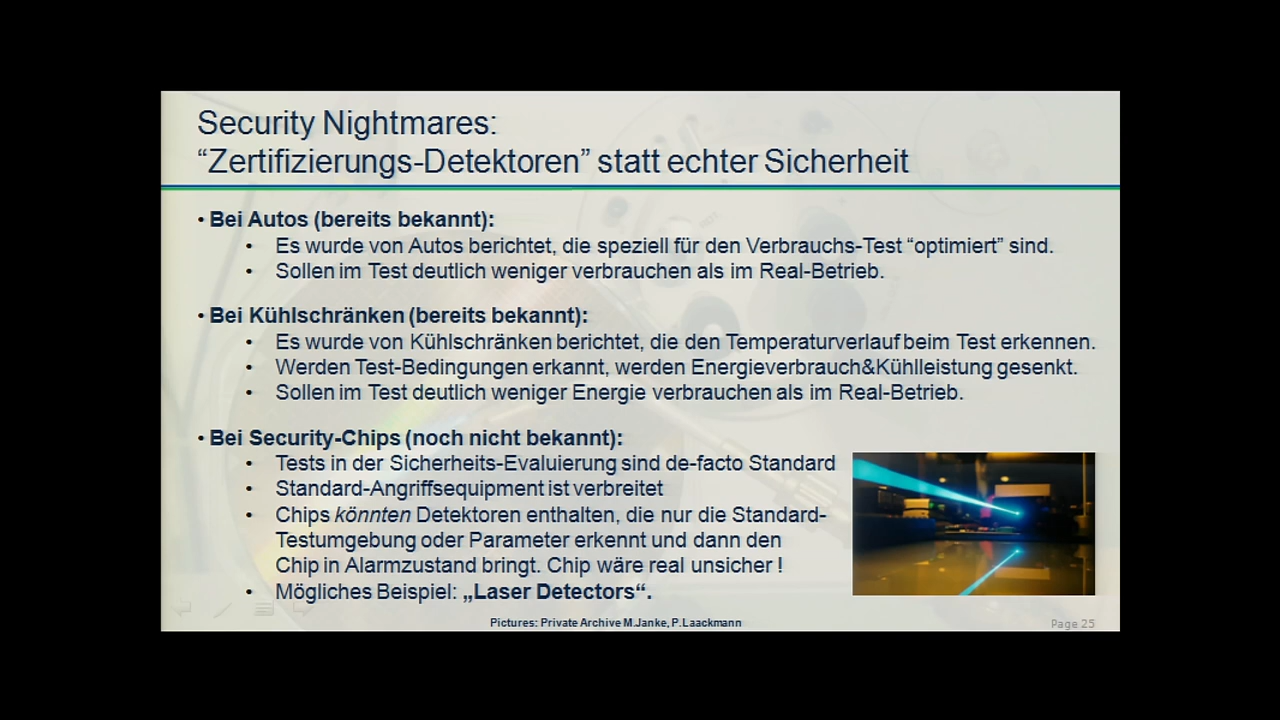 Security Nightmares:
“Zertifizierungs-Detektoren” statt echter Sicherheit
• Bei Autos (bereits bekannt):
• Es wurde von Autos berichtet, die speziell für den Verbrauchs-Test “optimiert” sind.
• Sollen im Test deutlich weniger verbrauchen als im Real-Betrieb.
• Bei Kühlschränken (bereits bekannt):
• Es wurde von Kühlschränken berichtet, die den Temperaturverlauf beim Test erkennen.
• Werden Test-Bedingungen erkannt, werden Energieverbrauch&Kühlleistung gesenkt.
• Sollen im Test deutlich weniger Energie verbrauchen als im Real-Betrieb.
• Bei Security-Chips (noch nicht bekannt):
• Tests in der Sicherheits-Evaluierung sind de-facto Standard
• Standard-Angriffsequipment ist verbreitet
• Chips könnten Detektoren enthalten, die nur die Standard-
Testumgebung oder Parameter erkennt und dann den
Chip in Alarmzustand bringt. Chip wäre real unsicher !
• Mögliches Beispiel: „Laser Detectors“.
Pictures: Private Archive M.Janke, P.Laackmann
Page 25